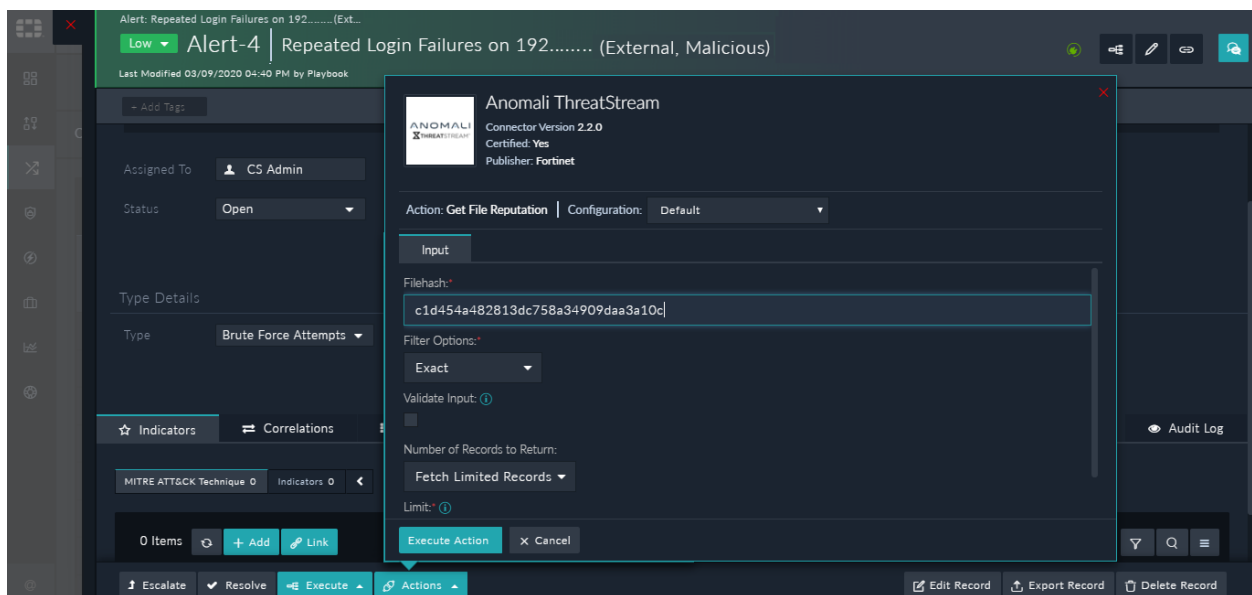 Alert: Repeated Login Failures on 192........(Ext...
Low
Alert-4 | Repeated Login Failures on 192........ (External, Malicious)
Last Modified 03/09/2020 04:40 PM by Playbook
+ Add Tags
Assigned To
CS Admin
Status
Open
Type Details
Type
Brute Force Attempts
Anomali ThreatStream
ANOMALI
THREATSTREAM
Connector Version 2.2.0
Certified: Yes
Publisher: Fortinet
Action: Get File Reputation | Configuration: Default
Input
Filehash:*
c1d454a482813dc758a34909daa3a10c
Filter Options:*
Exact
Validate Input:
Number of Records to Return:
Fetch Limited Records
Limit:*
Execute Action
x Cancel
Indicators
Correlations
Audit Log
MITRE ATT&CK Technique 0
Indicators 0
0 Items
+ Add
Link
Escalate
Resolve
Execute
Actions
Edit Record
Export Record
Delete Record